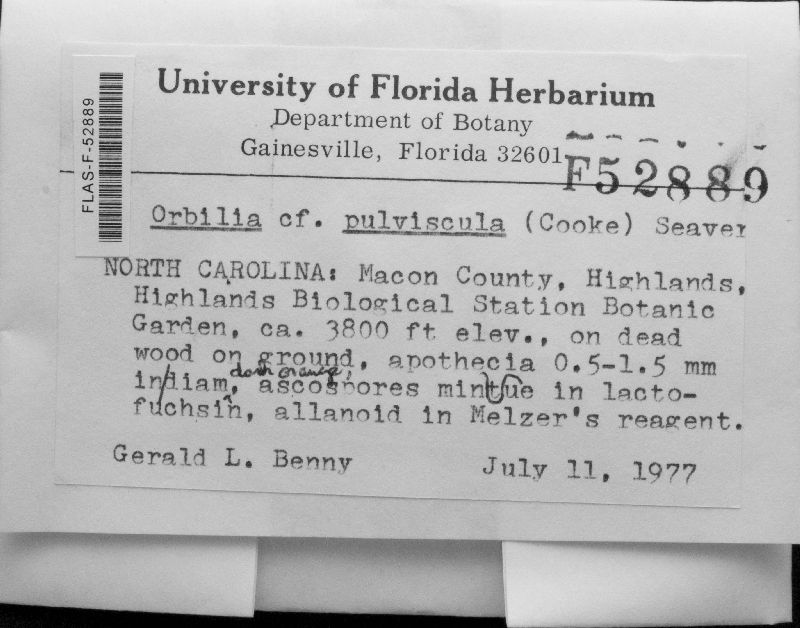 University of Florida Herbarium
Department of Botany
Gainesville, Florida 32601
F52889
FLAS-F-52889
Orbilia cf. pulviscula (Cooke) Seaver
NORTH CAROLINA: Macon County, Highlands,
Highlands Biological Station Botanic
Garden, ca. 3800 ft elev., on dead
wood on ground, apothecia 0.5-1.5 mm
dark orange,
in/diam, ascospores mintue in lacto-
fuchsin, allanoid in Melzer's reagent.
Gerald L. Benny July 11, 1977